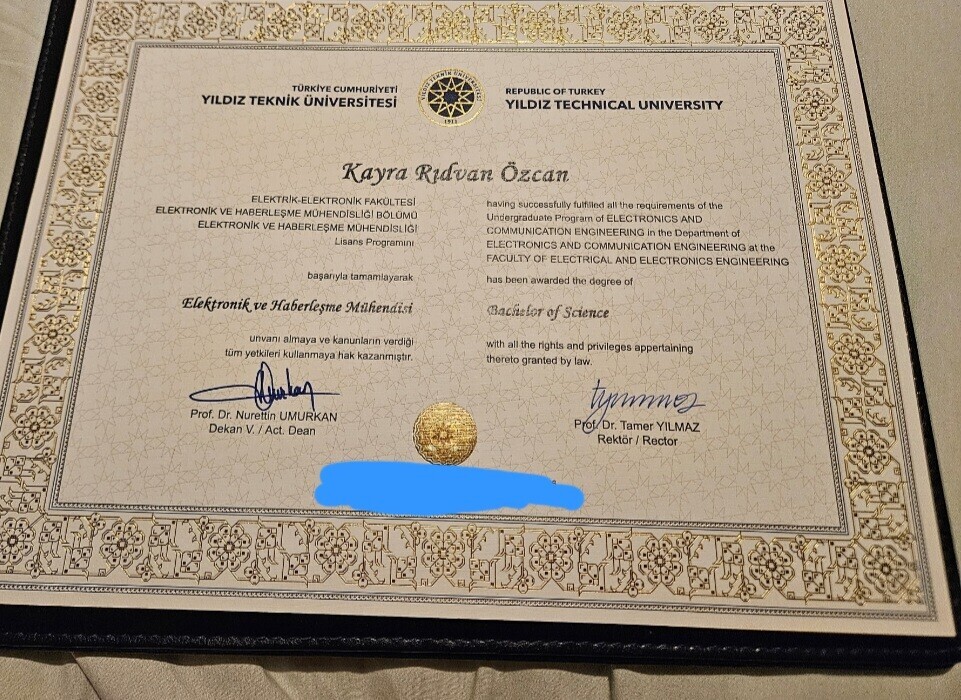 TÜRKİYE CUMHURİYETİ
YILDIZ TEKNİK ÜNİVERSİTESİ
YILDIZ TEKNİK ÜNİVERSİTESİ
1911
REPUBLIC OF TURKEY
YILDIZ TECHNICAL UNIVERSITY
Kayra Rıdvan Özcan
ELEKTRİK-ELEKTRONİK FAKÜLTESİ
ELEKTRONİK VE HABERLEŞME MÜHENDİSLİĞİ BÖLÜMÜ
ELEKTRONİK VE HABERLEŞME MÜHENDİSLİĞİ
Lisans Programını
başarıyla tamamlayarak
Elektronik ve Haberleşme Mühendisi
unvanı almaya ve kanunların verdiği
tüm yetkileri kullanmaya hak kazanmıştır.
having successfully fulfilled all the requirements of the
Undergraduate Program of ELECTRONICS AND
COMMUNICATION ENGINEERING in the Department of
ELECTRONICS AND COMMUNICATION ENGINEERING at the
FACULTY OF ELECTRICAL AND ELECTRONICS ENGINEERING
has been awarded the degree of
Bachelor of Science
with all the rights and privileges appertaining
thereto granted by law.
Prof. Dr. Nurettin UMURKAN
Dekan V. / Act. Dean
Prof. Dr. Tamer YILMAZ
Rektör / Rector